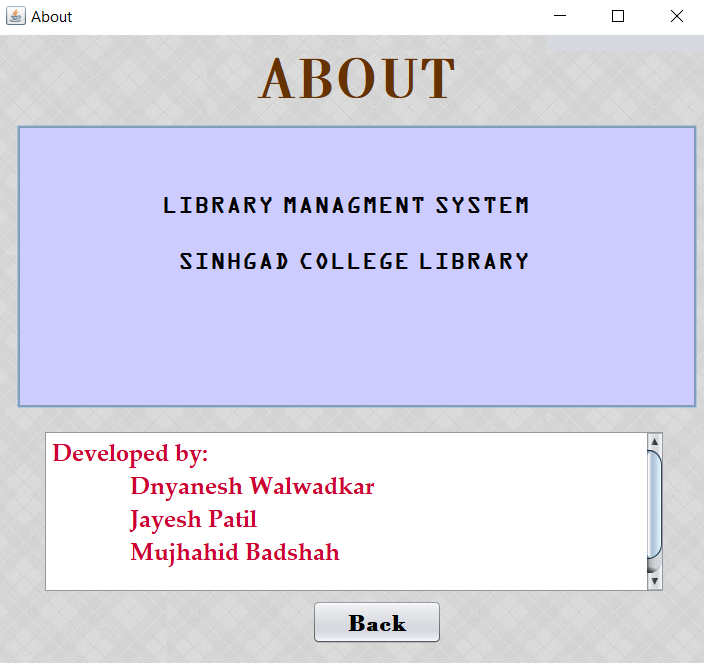 About
ABOUT
LIBRARY MANAGMENT SYSTEM
SINHGAD COLLEGE LIBRARY
Developed by:
Dnyanesh Walwadkar
Jayesh Patil
Mujhahid Badshah
Back